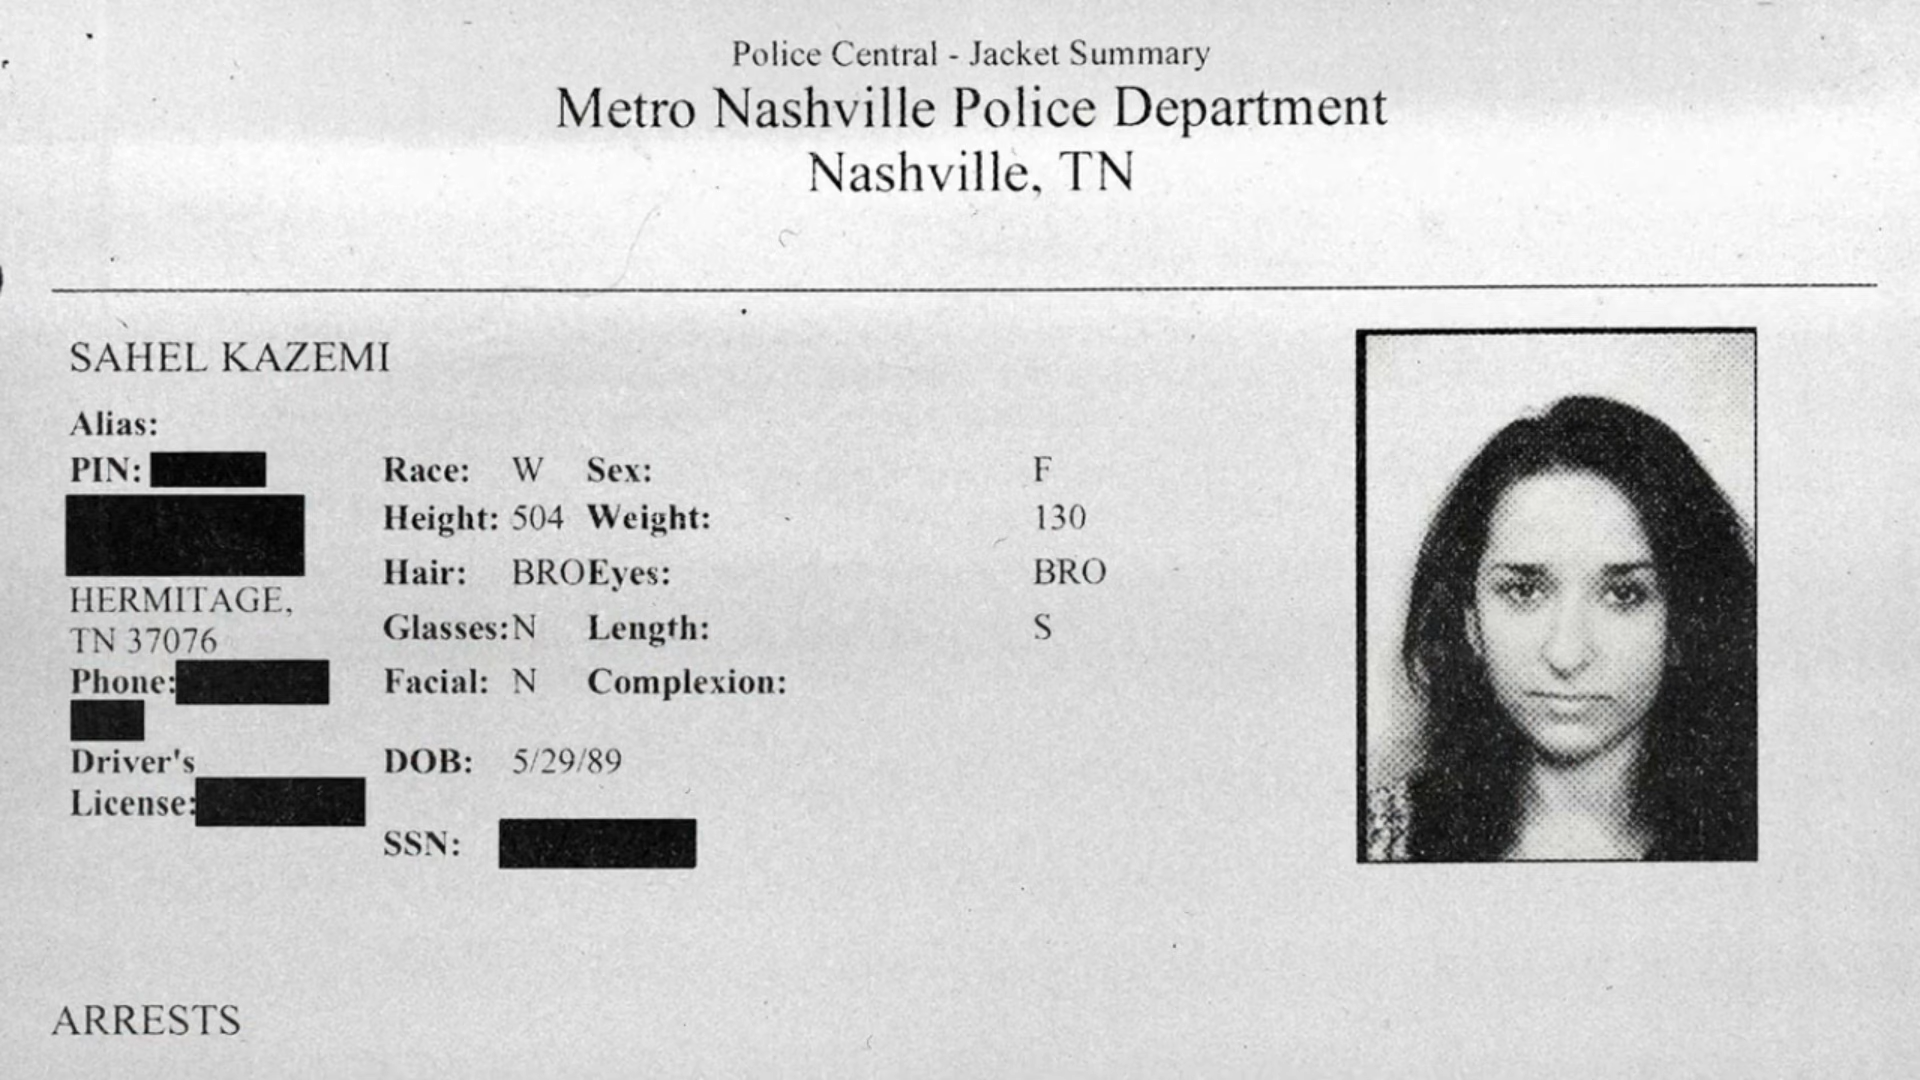 Police Central - Jacket Summary
Metro Nashville Police Department
Nashville, TN
SAHEL KAZEMI
Alias:
PIN:
Race: W Sex: F
Height: 504 Weight: 130
Hair: BROEyes: BRO
HERMITAGE,
TN 37076
Glasses: N Length: S
Phone:
Facial: N Complexion:
Driver's
License:
DOB: 5/29/89
SSN:
ARRESTS